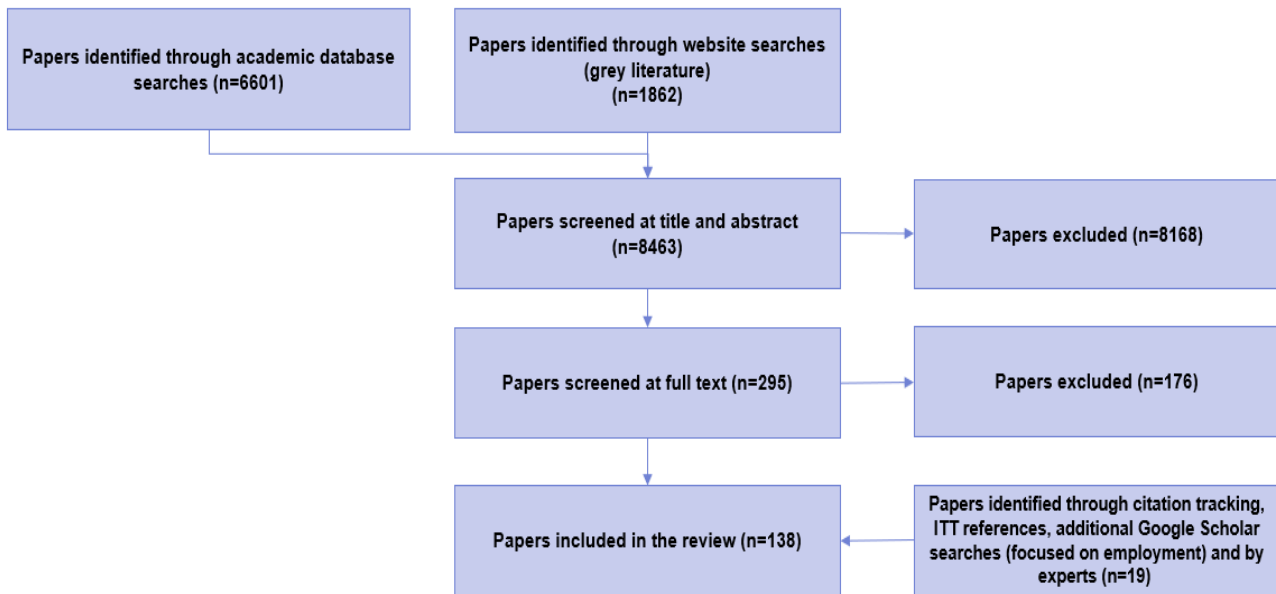 Papers identified through academic database
searches (n=6601)
Papers identified through website searches
(grey literature)
(n=1862)
Papers screened at title and abstract
(n=8463)
Papers excluded (n=8168)
Papers screened at full text (n=295)
Papers excluded (n=176)
Papers included in the review (n=138)
Papers identified through citation tracking,
ITT references, additional Google Scholar
searches (focused on employment) and by
experts (n=19)